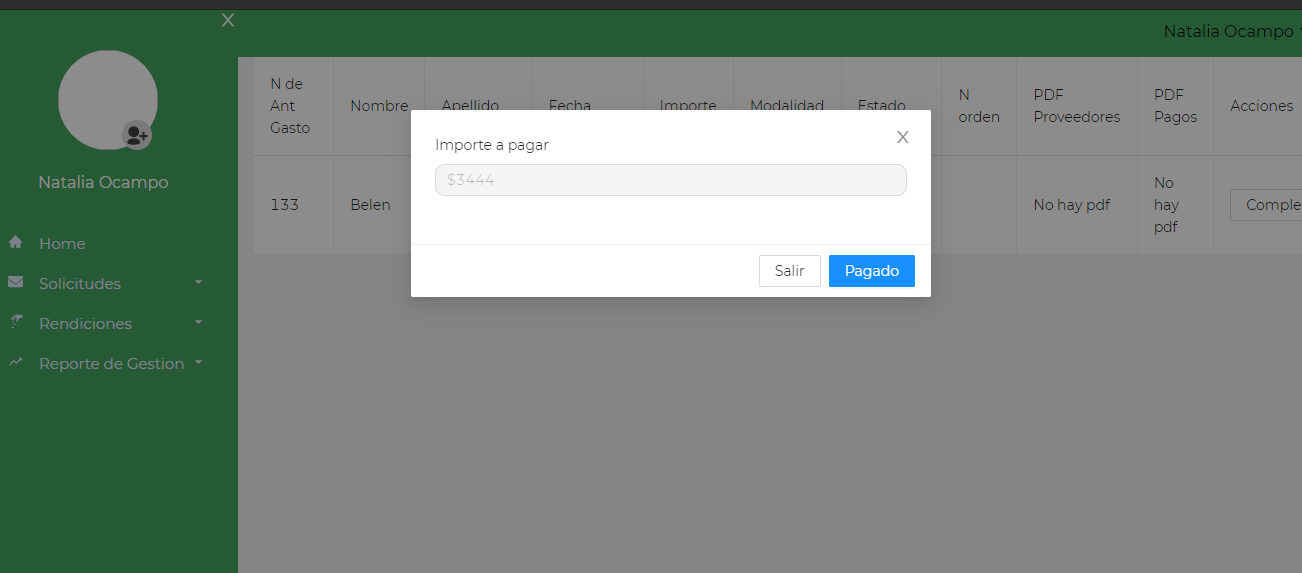 X
Natalia Ocampo
Natalia Ocampo
Home
Solicitudes
Rendiciones
Reporte de Gestion
N de
Ant
Gasto
Nombre
Apellido
Fecha
Importe
Modalidad
Estado
N
orden
PDF
Proveedores
PDF
Pagos
Acciones
133
Belen
No hay pdf
No
hay
pdf
Comple
Importe a pagar
X
$3444
Salir
Pagado